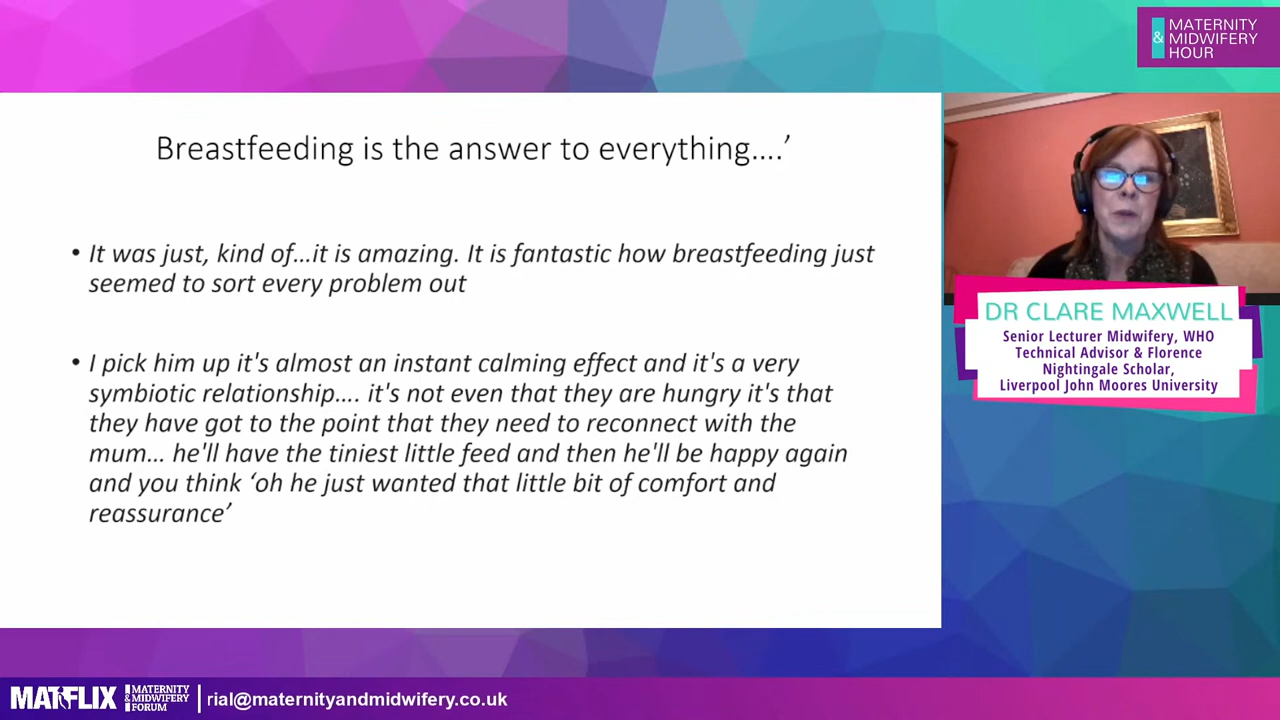 MATERNITY
& MIDWIFERY
HOUR
Breastfeeding is the answer to everything....’
• It was just, kind of...it is amazing. It is fantastic how breastfeeding just
seemed to sort every problem out
• I pick him up it's almost an instant calming effect and it's a very
symbiotic relationship.... it's not even that they are hungry it's that
they have got to the point that they need to reconnect with the
mum... he'll have the tiniest little feed and then he'll be happy again
and you think ‘oh he just wanted that little bit of comfort and
reassurance’
DR CLARE MAXWELL
Senior Lecturer Midwifery, WHO
Technical Advisor & Florence
Nightingale Scholar,
Liverpool John Moores University
MATFLIX
MATERNITY
& MIDWIFERY
FORUM
rial@maternityandmidwifery.co.uk